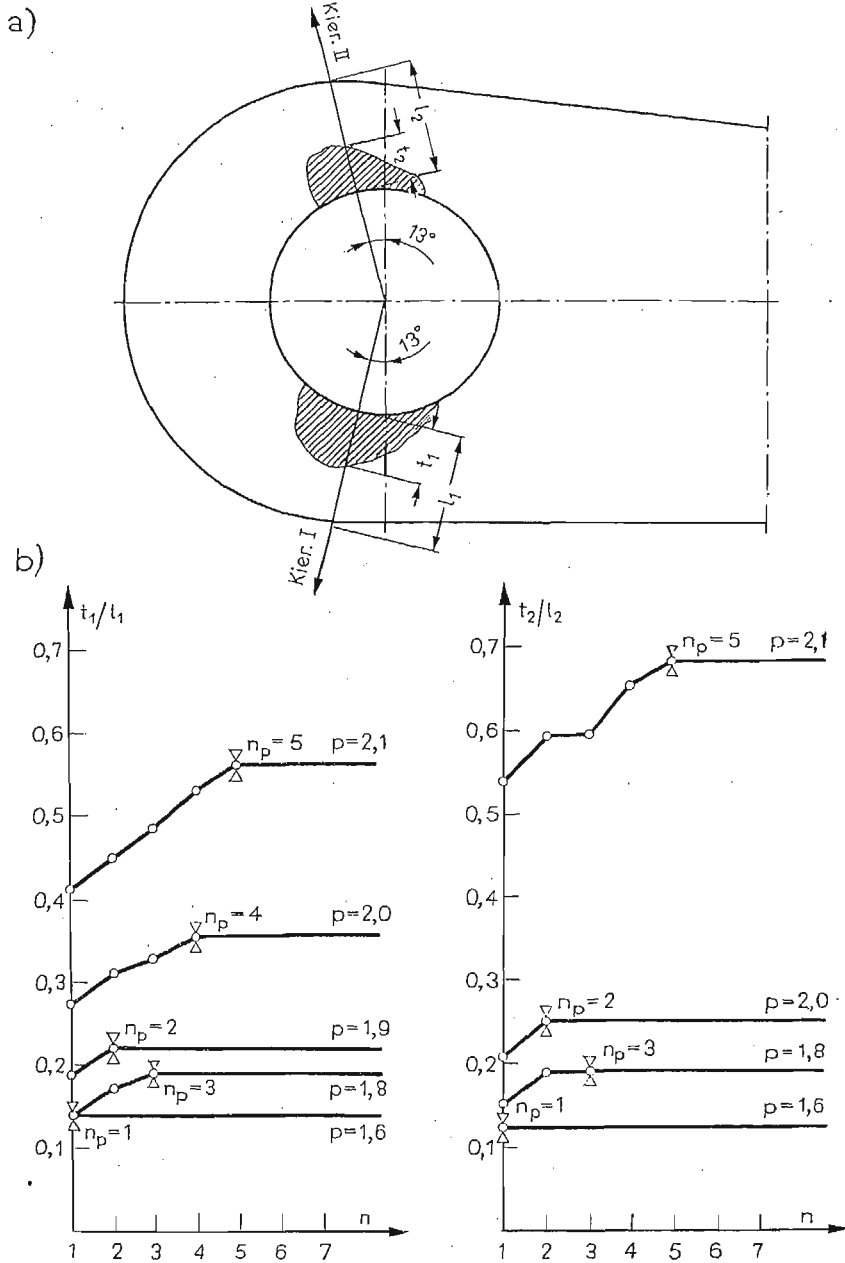 a)
Kier. II
l₂
t₂
13°
13°
t₁
l₁
Kier. I
b)
t₁/l₁
0,7
0,6
0,5
0,4
0,3
0,2
0,1
nₚ=5 p=2,1
nₚ=4 p=2,0
nₚ=2 p=1,9
nₚ=3 p=1,8
nₚ=1 p=1,6
n
1 2 3 4 5 6 7
t₂/l₂
0,7
0,6
0,5
0,4
0,3
0,2
0,1
nₚ=5 p=2,1
nₚ=2 p=2,0
nₚ=3 p=1,8
nₚ=1 p=1,6
n
1 2 3 4 5 6 7